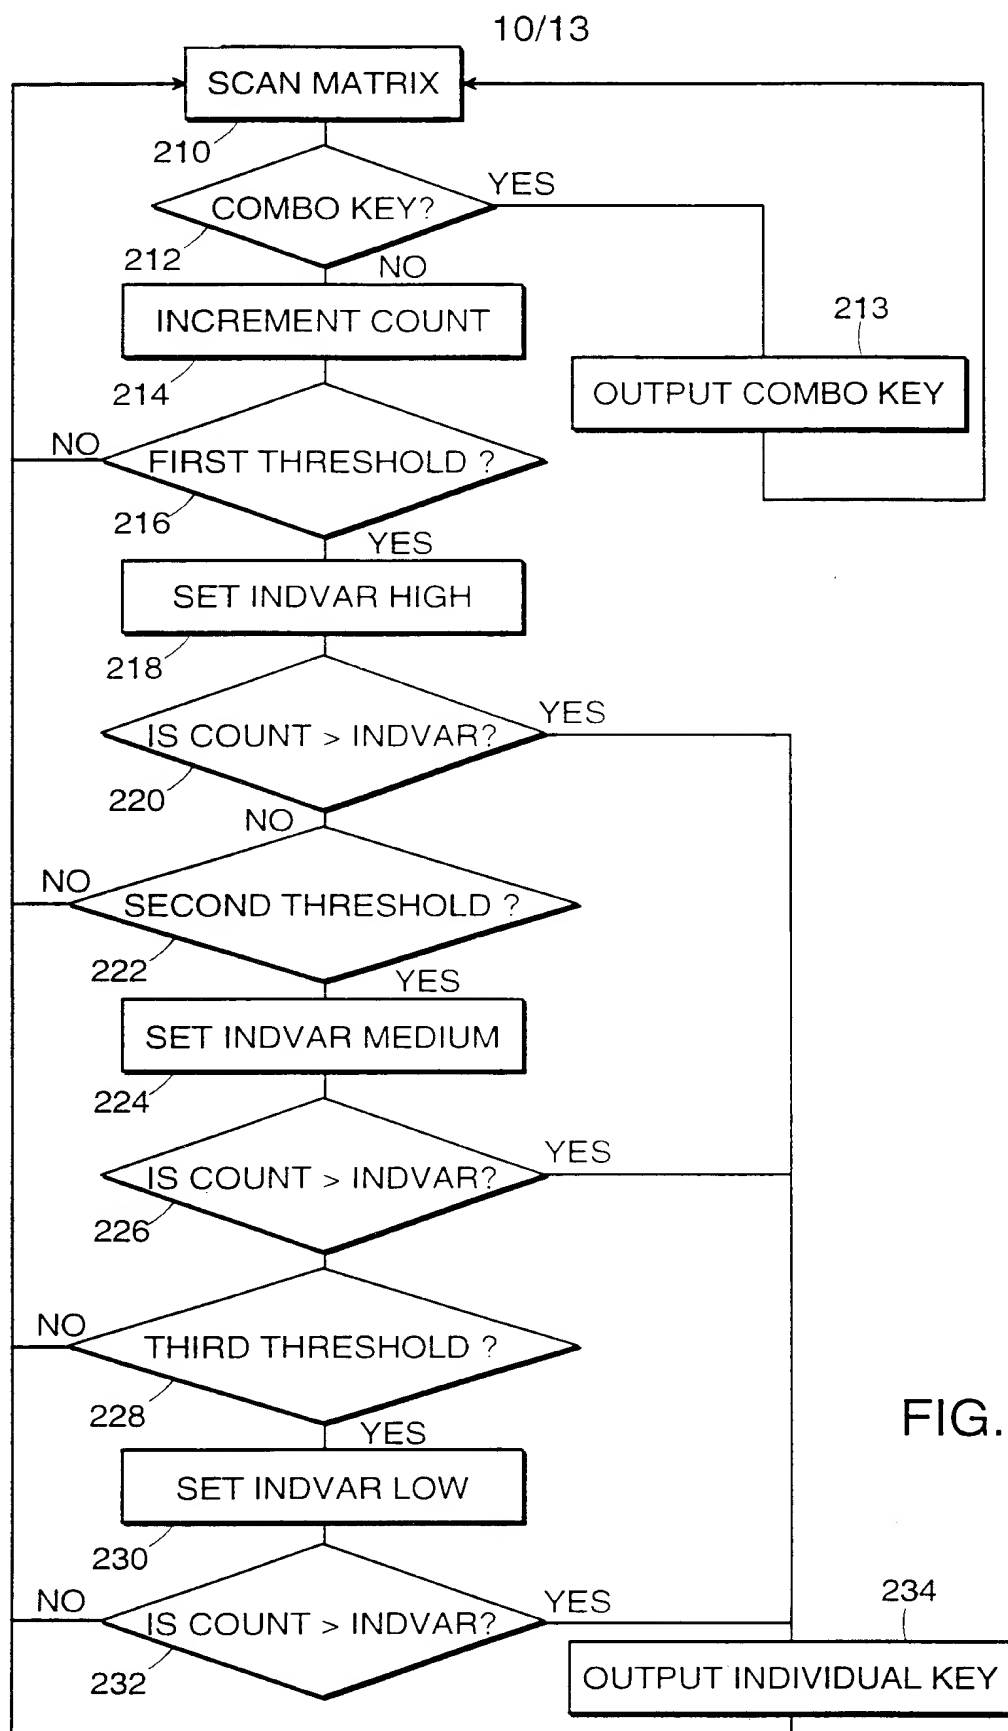 10/13
SCAN MATRIX
210
COMBO KEY?
YES
212
NO
INCREMENT COUNT
213
214
OUTPUT COMBO KEY
NO
FIRST THRESHOLD ?
216
YES
SET INDVAR HIGH
218
IS COUNT > INDVAR?
YES
220
NO
NO
SECOND THRESHOLD ?
222
YES
SET INDVAR MEDIUM
224
IS COUNT > INDVAR?
YES
226
NO
THIRD THRESHOLD ?
228
YES
FIG.
SET INDVAR LOW
230
NO
IS COUNT > INDVAR?
YES
232
234
OUTPUT INDIVIDUAL KEY